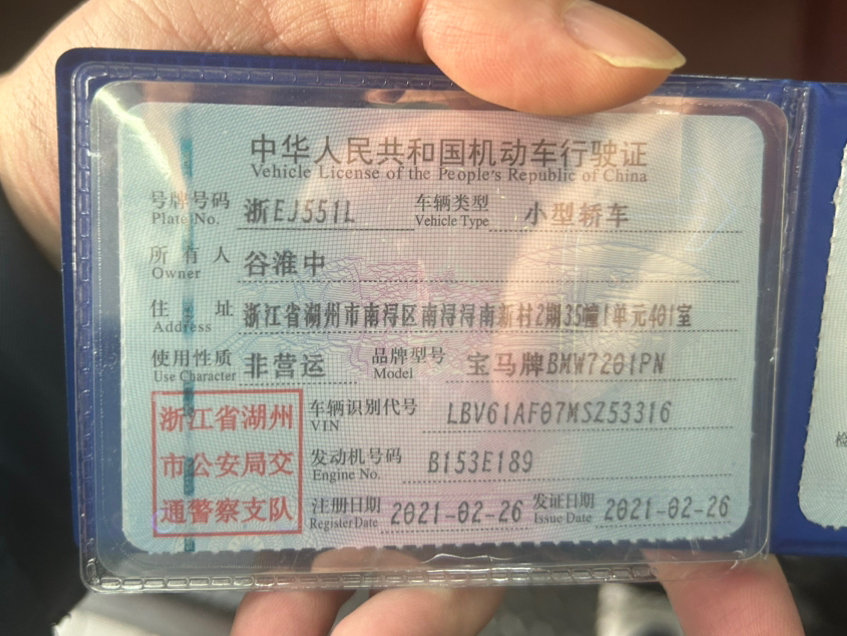 中华人民共和国机动车行驶证
Vehicle License of the People's Republic of China
号牌号码 浙EJ551L 车辆类型 小型轿车
Plate No. Vehicle Type
所有人 谷淮中
Owner
住址 浙江省湖州市南浔区南浔浔南新村2期35幢1单元401室
Address
使用性质 非营运 品牌型号 宝马牌BMW7201PN
Use Character Model
浙江省湖州 车辆识别代号 LBV61AF07MSZ53316
VIN
市公安局交 发动机号码 B153E189
Engine No.
通警察支队 注册日期 2021-02-26 发证日期 2021-02-26
Register Date Issue Date
检